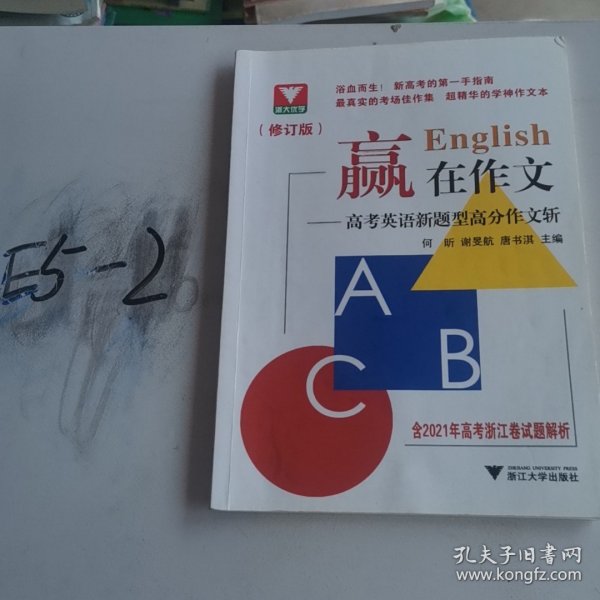 E5-2
浙大优学
浴血而生! 新高考的第一手指南
最真实的考场佳作集 超精华的学神作文本
(修订版)
English
赢在作文
——高考英语新题型高分作文斩
何昕 谢旻航 唐书淇 主编
A
B
C
含2021年高考浙江卷试题解析
ZHEJIANG UNIVERSITY PRESS
浙江大学出版社
孔夫子旧书网
www.kongfz.com